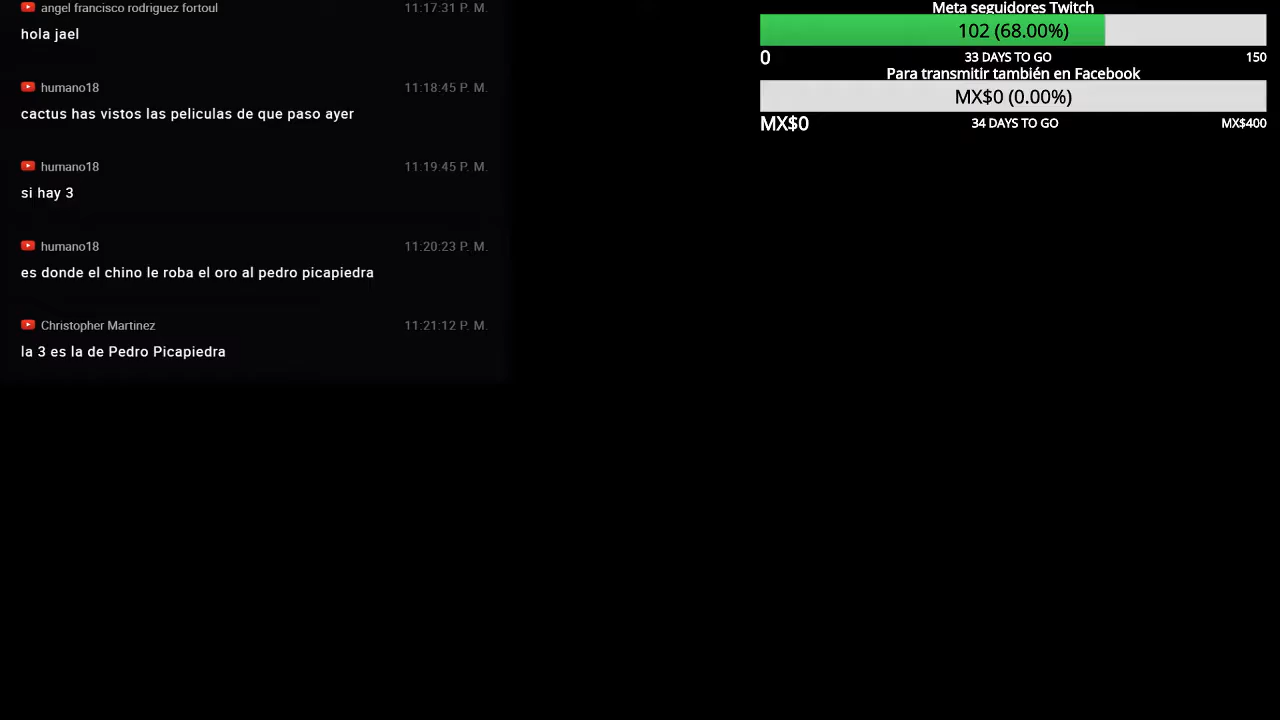 angel francisco rodriguez fortoul 11:17:31 P. M.
hola jael
humano18 11:18:45 P. M.
cactus has vistos las peliculas de que paso ayer
humano18 11:19:45 P. M.
si hay 3
humano18 11:20:23 P. M.
es donde el chino le roba el oro al pedro picapiedra
Christopher Martinez 11:21:12 P. M.
la 3 es la de Pedro Picapiedra
Meta seguidores Twitch
102 (68.00%)
0 33 DAYS TO GO 150
Para transmitir también en Facebook
MX$0 (0.00%)
MX$0 34 DAYS TO GO MX$400